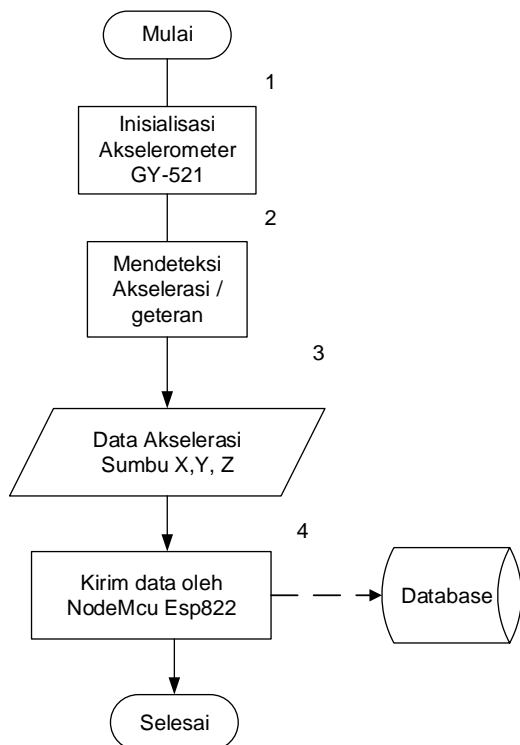 Mulai
1
Inisialisasi
Akselerometer
GY-521
2
Mendeteksi
Akselerasi /
geteran
3
Data Akselerasi
Sumbu X,Y, Z
4
Kirim data oleh
NodeMcu Esp822
Database
Selesai